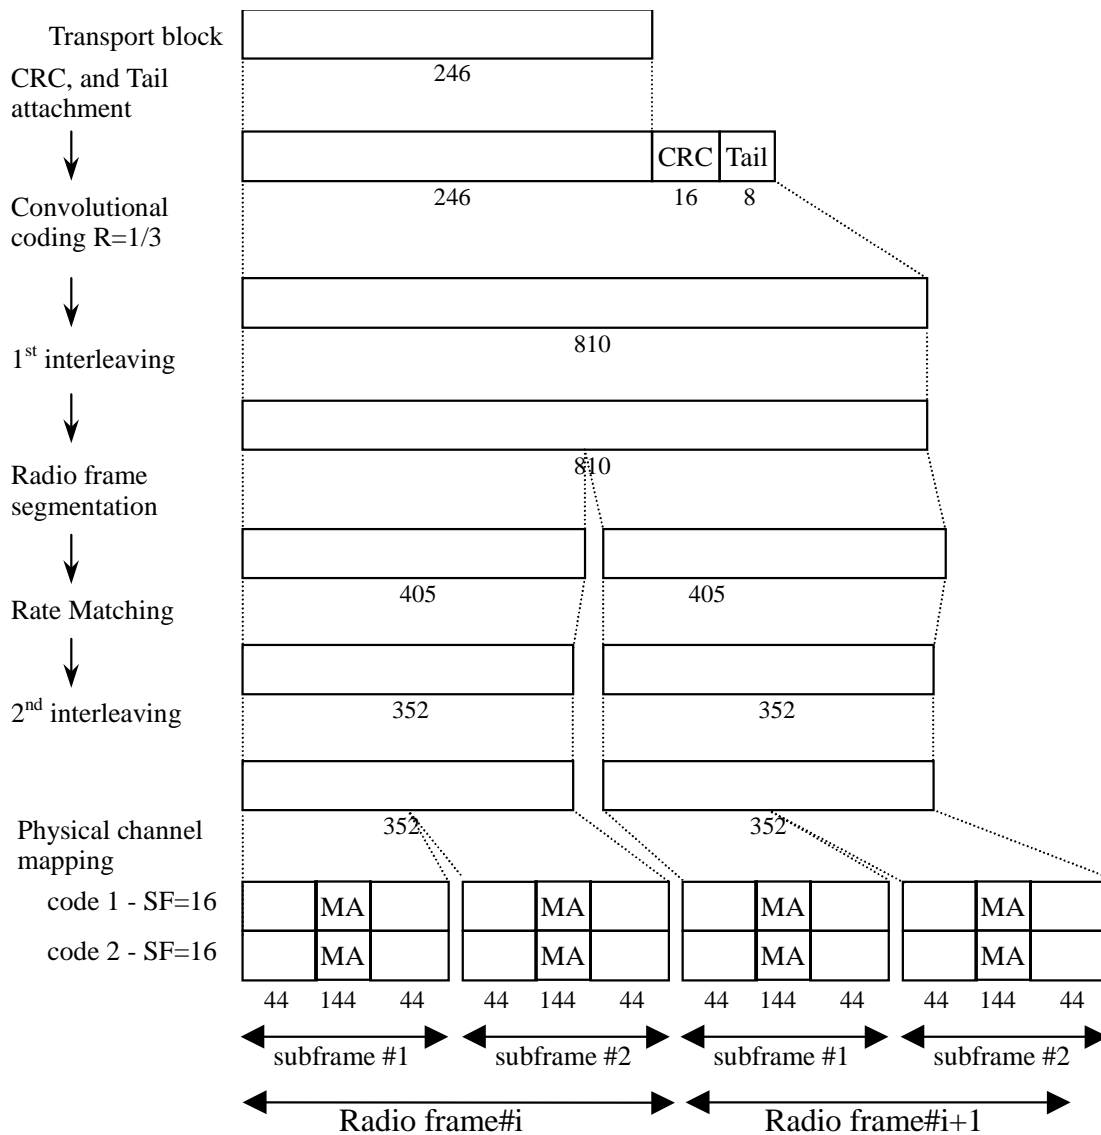 Transport block
246
CRC, and Tail
attachment
CRC Tail
246 16 8
Convolutional
coding R=1/3
810
1st interleaving
810
Radio frame
segmentation
405 405
Rate Matching
352 352
2nd interleaving
352 352
Physical channel
mapping
code 1 - SF=16 MA MA MA MA
code 2 - SF=16 MA MA MA MA
44 144 44 44 144 44 44 144 44 44 144 44
subframe #1 subframe #2 subframe #1 subframe #2
Radio frame#i Radio frame#i+1